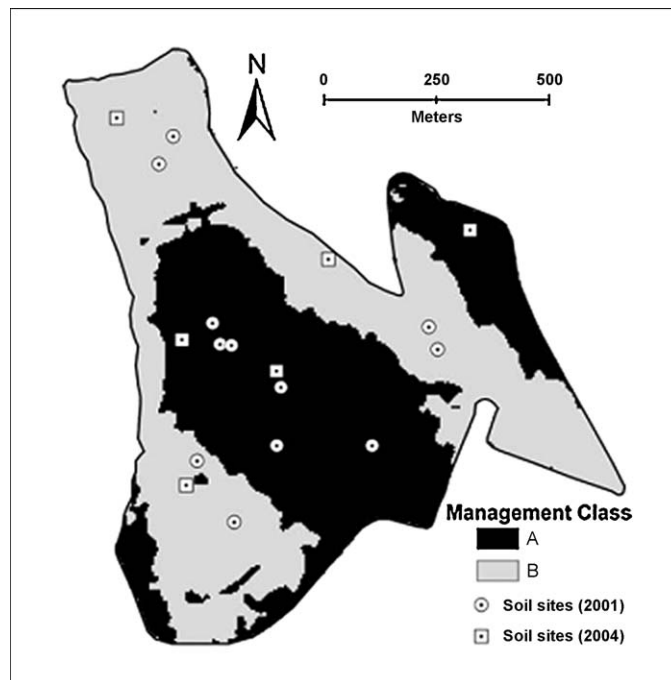 N
0 250 500
Meters
Management Class
A
B
Soil sites (2001)
Soil sites (2004)